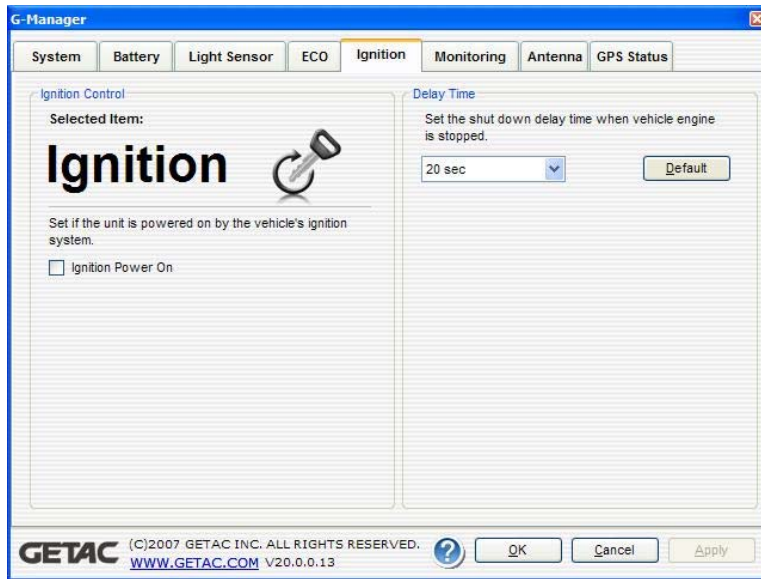 G-Manager
System Battery Light Sensor ECO Ignition Monitoring Antenna GPS Status
Ignition Control
Selected Item:
Ignition
Set if the unit is powered on by the vehicle's ignition
system.
Ignition Power On
Delay Time
Set the shut down delay time when vehicle engine
is stopped.
20 sec
Default
GETAC
(C)2007 GETAC INC. ALL RIGHTS RESERVED.
WWW.GETAC.COM V20.0.0.13
?
OK
Cancel
Apply